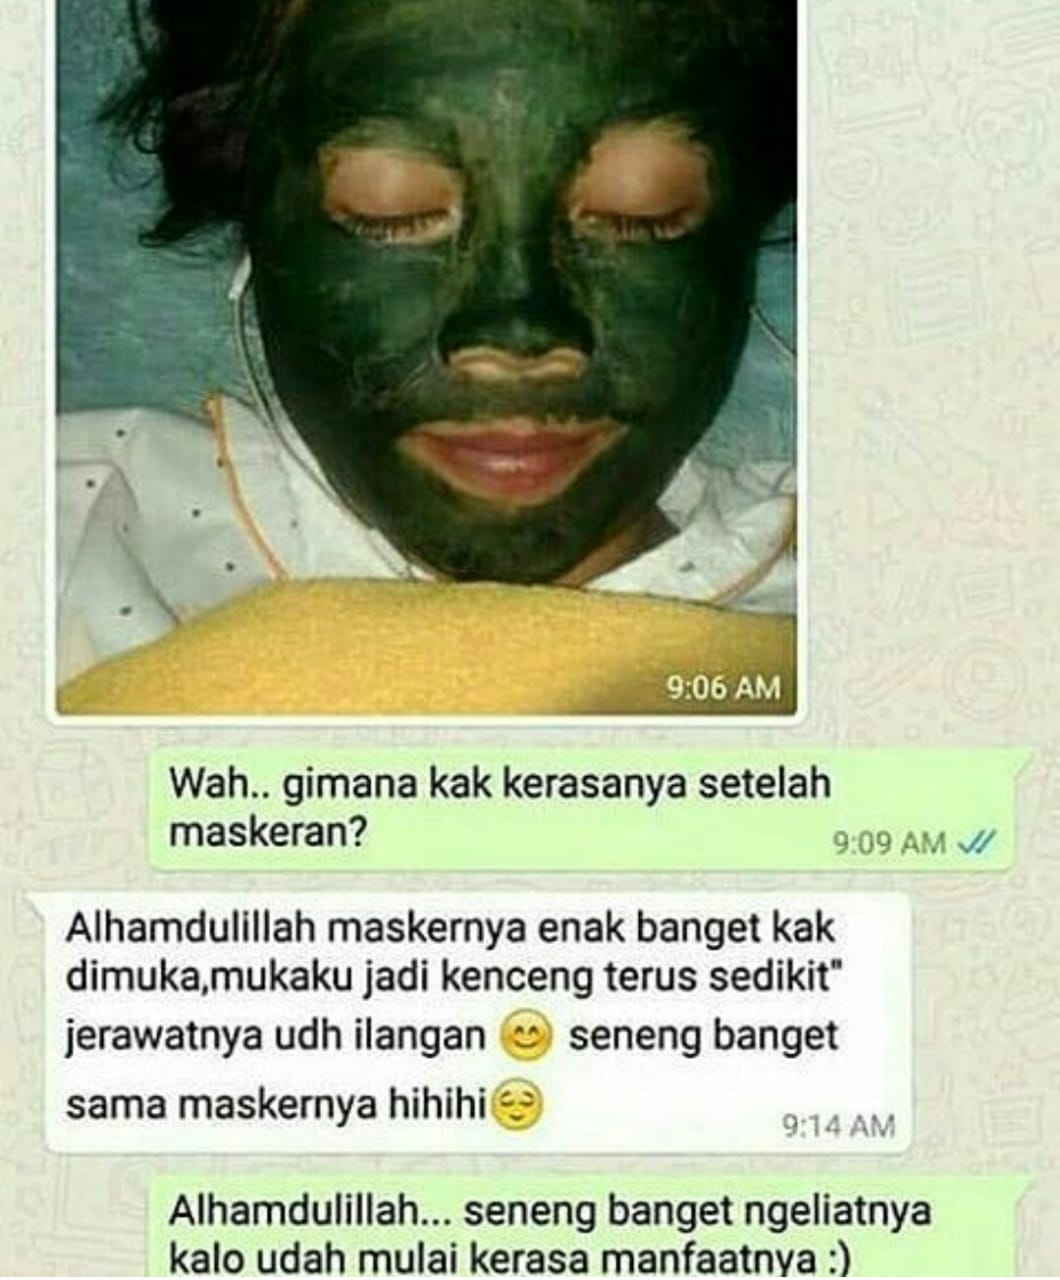 9:06 AM
Wah.. gimana kak kerasanya setelah
maskeran?
9:09 AM
Alhamdulillah maskernya enak banget kak
dimuka,mukaku jadi kenceng terus sedikit"
jerawatnya udh ilangan 😊 seneng banget
sama maskernya hihihi😌
9:14 AM
Alhamdulillah... seneng banget ngeliatnya
kalo udah mulai kerasa manfaatnya :)